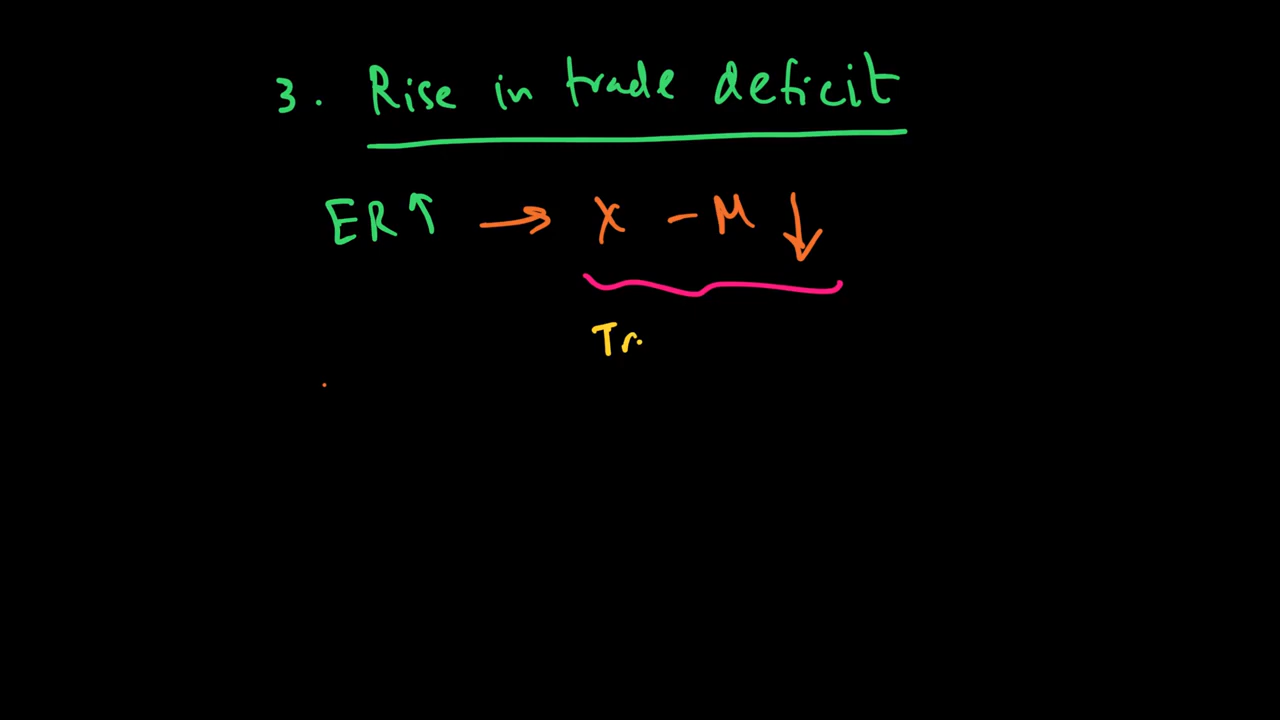 3. Rise in trade deficit
ER↑ → X - M ↓
Tr